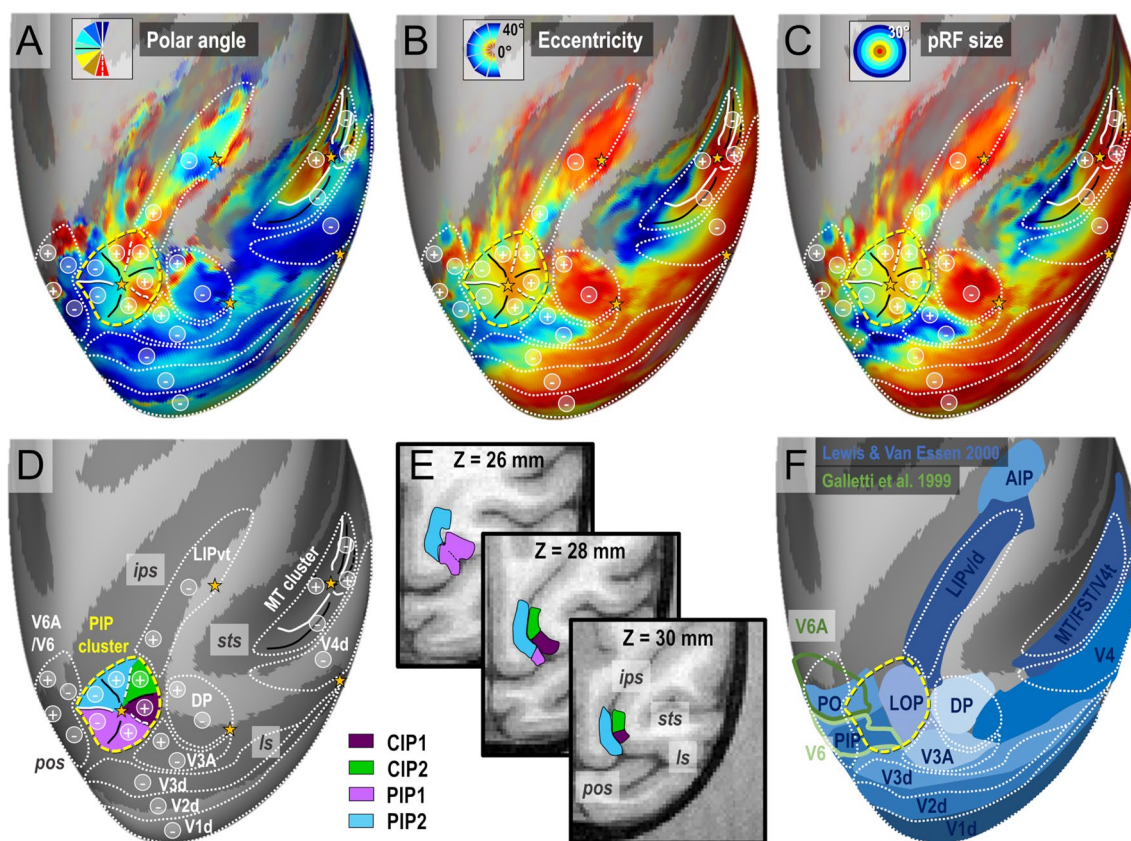 A
Polar angle
B
40°
0°
Eccentricity
C
30°
pRF size
D
LIPvt
ips
MT cluster
V6A
/V6
PIP
cluster
sts
V4d
DP
ls
pos
V3A
V3d
V2d
V1d
E
Z = 26 mm
Z = 28 mm
Z = 30 mm
ips
sts
ls
pos
CIP1
CIP2
PIP1
PIP2
F
Lewis & Van Essen 2000
Galletti et al. 1999
AIP
LIPv/d
MT/FST/V4t
V6A
V4
PO
LOP
DP
PIP
V6
V3A
V3d
V2d
V1d